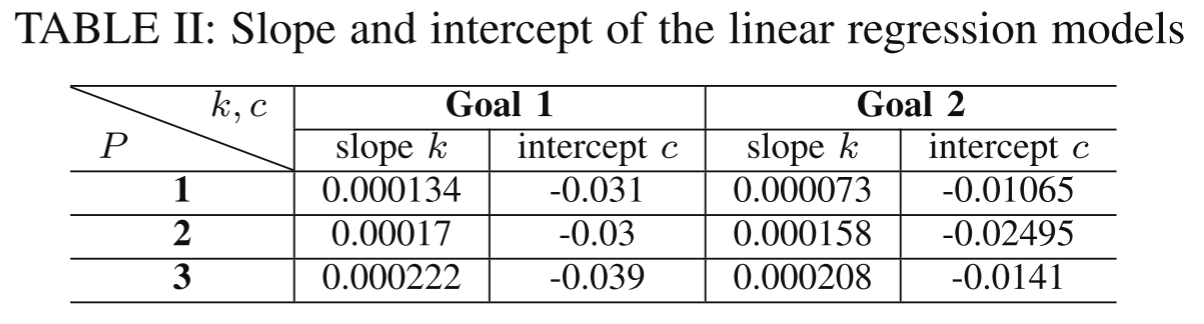 TABLE II: Slope and intercept of the linear regression models
k, c Goal 1 Goal 2
P slope k intercept c slope k intercept c
1 0.000134 -0.031 0.000073 -0.01065
2 0.00017 -0.03 0.000158 -0.02495
3 0.000222 -0.039 0.000208 -0.0141